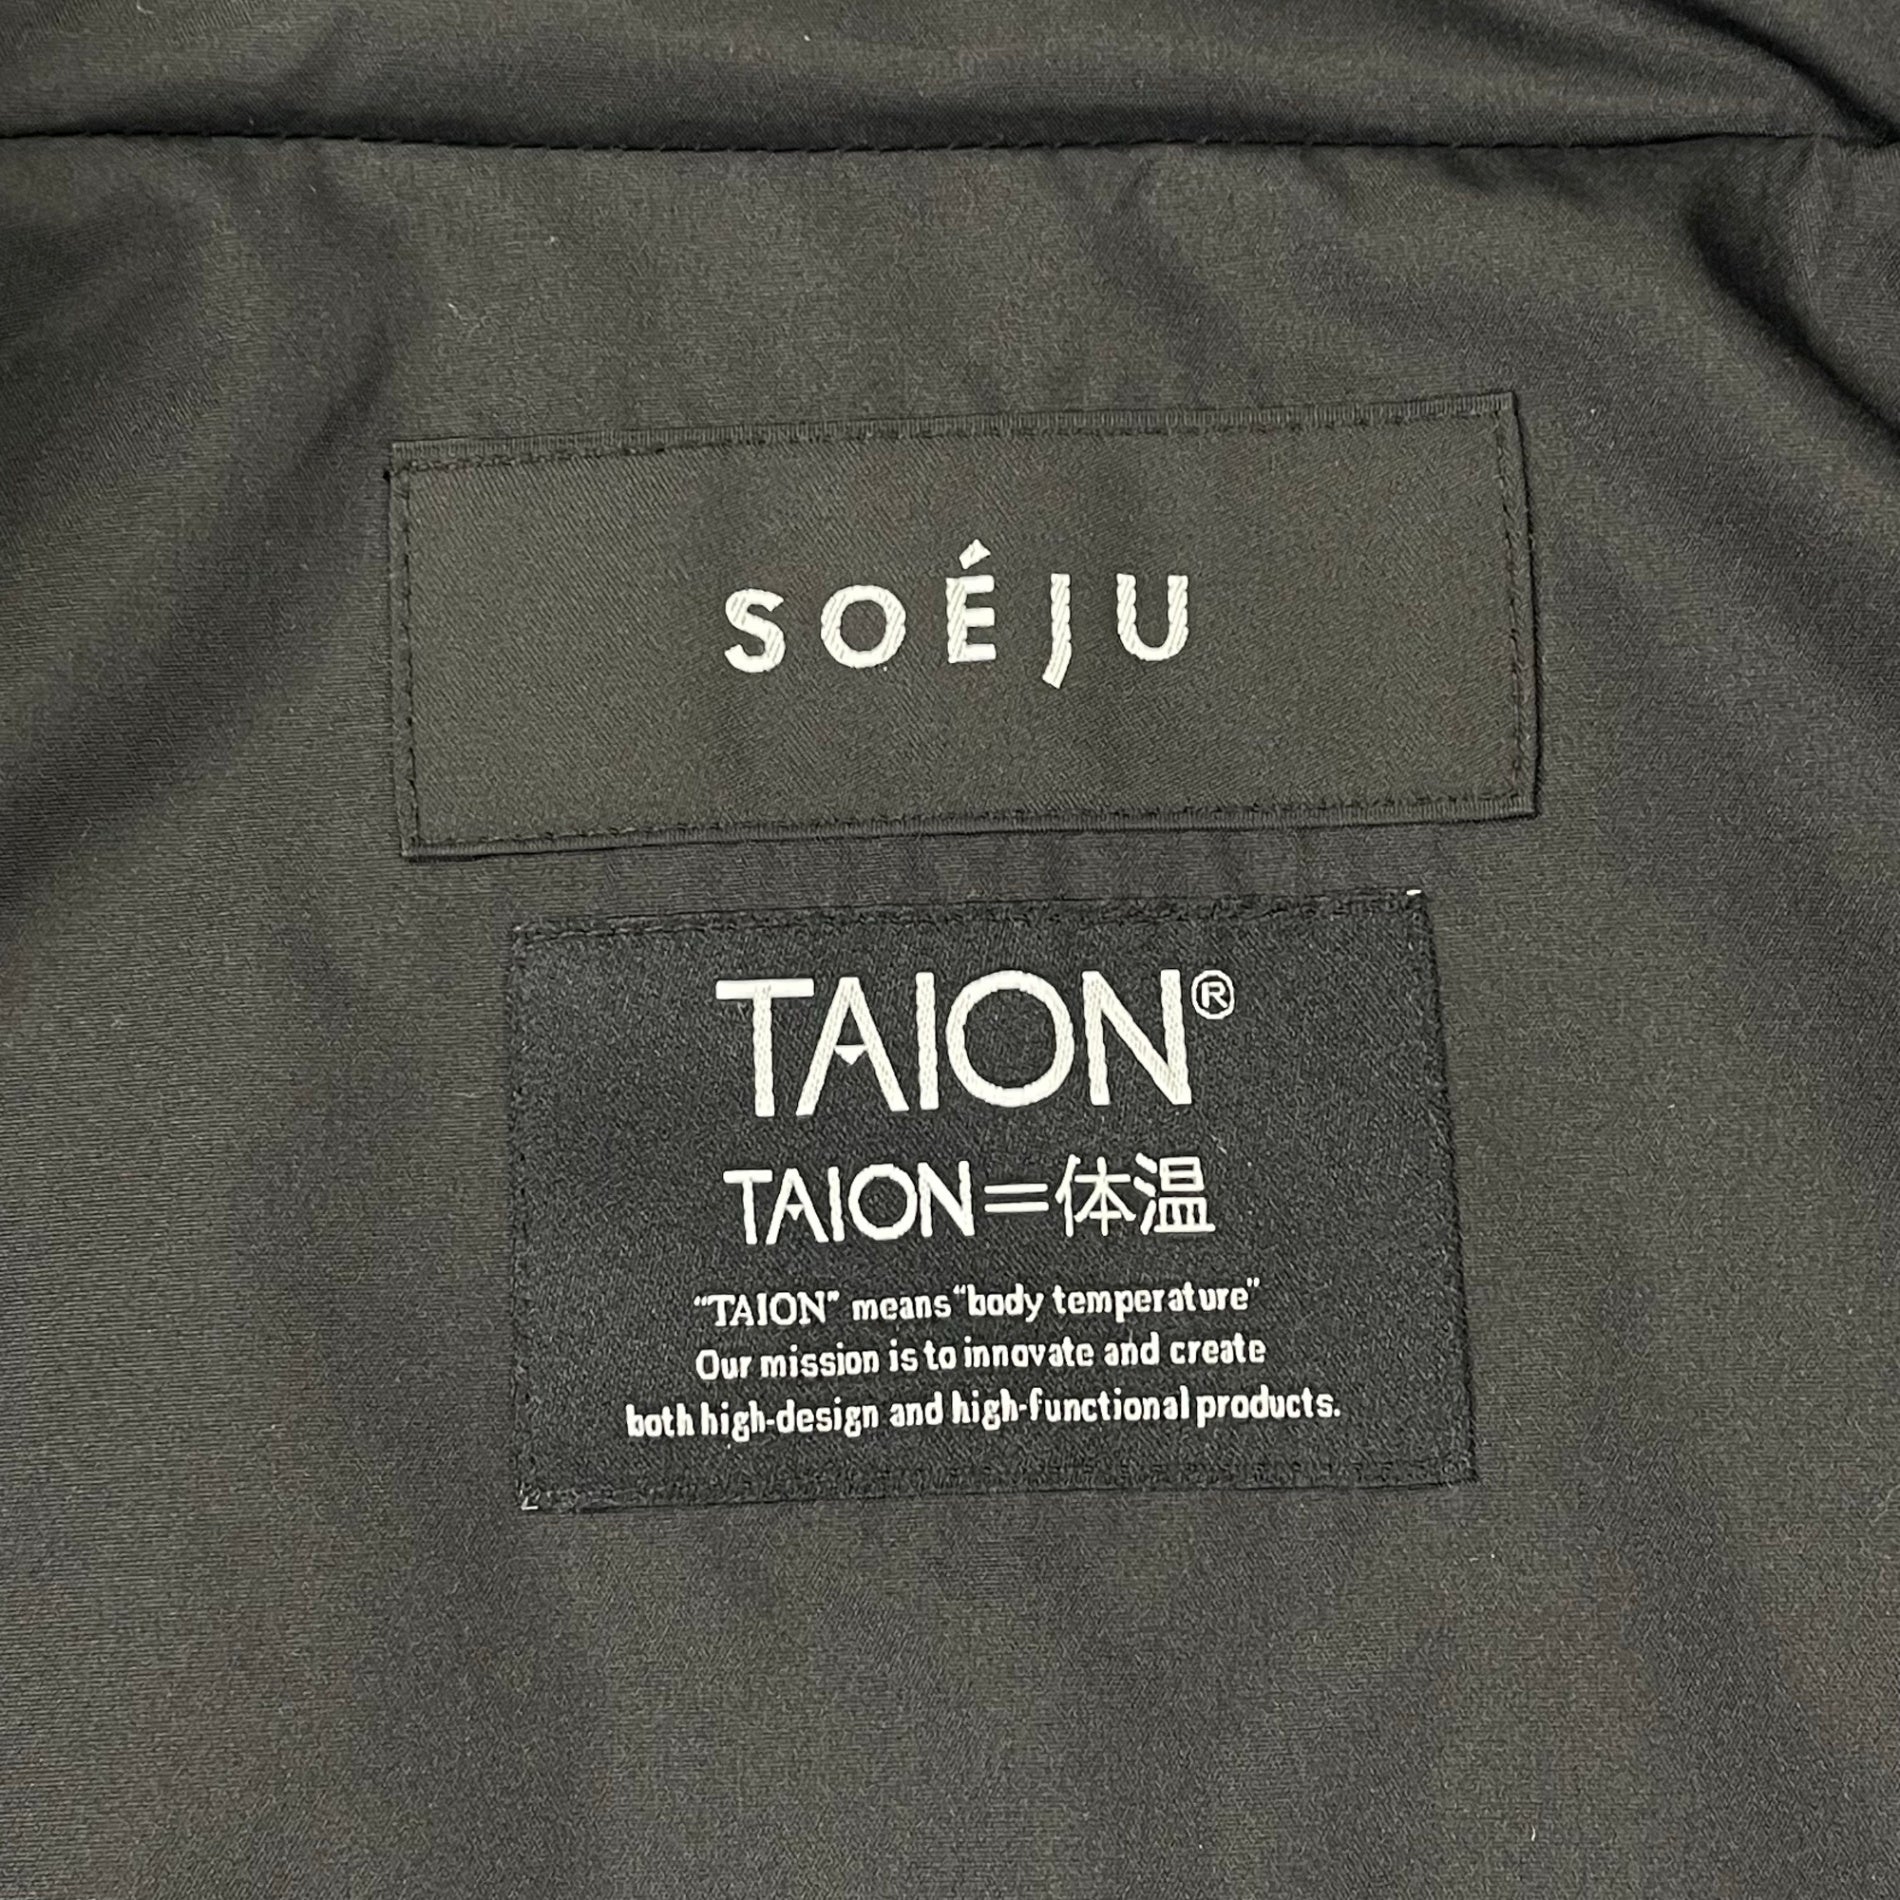 SOÉJU
TAION®
TAION=体温
“TAION” means “body temperature”
Our mission is to innovate and create
both high-design and high-functional products.